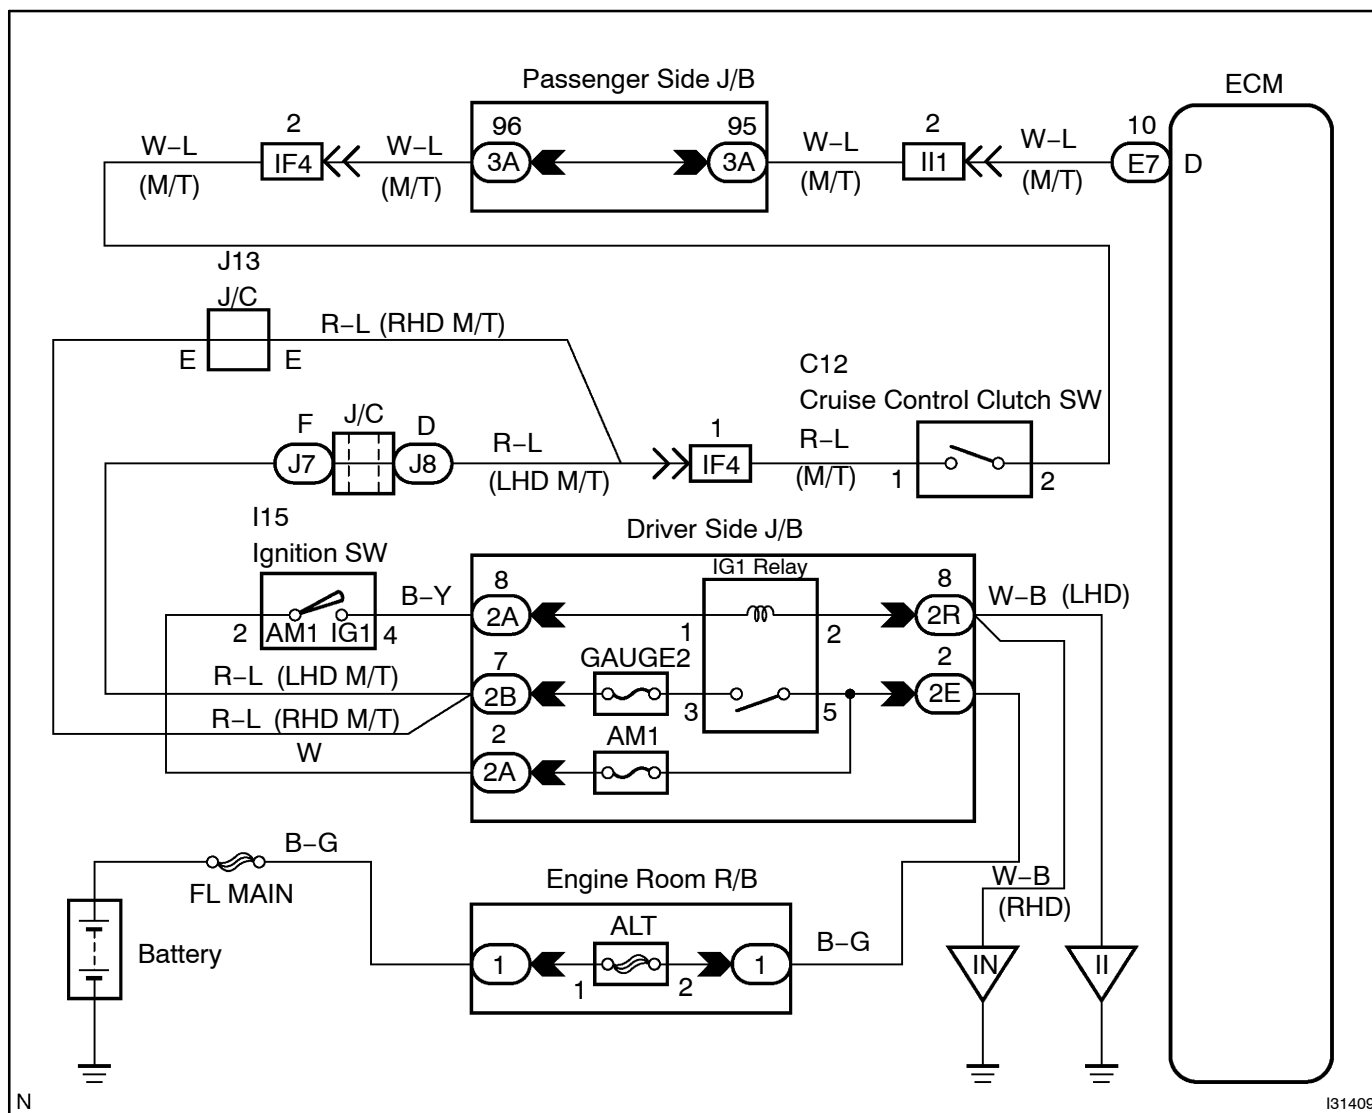 Passenger Side J/B
ECM
W–L
(M/T)
2
IF4
W–L
(M/T)
96
3A
95
3A
W–L
(M/T)
2
II1
W–L
(M/T)
10
E7
D
J13
J/C
E
E
R–L (RHD M/T)
C12
Cruise Control Clutch SW
F
J7
J/C
D
J8
R–L
(LHD M/T)
1
IF4
R–L
(M/T)
1
2
I15
Ignition SW
2
AM1
IG1
4
B–Y
Driver Side J/B
IG1 Relay
8
2A
1
2
8
2R
W–B (LHD)
R–L (LHD M/T)
R–L (RHD M/T)
7
2B
GAUGE2
3
5
2
2E
W
2
2A
AM1
B–G
FL MAIN
Battery
Engine Room R/B
1
1
ALT
2
1
B–G
W–B
(RHD)
IN
II
N
I31409